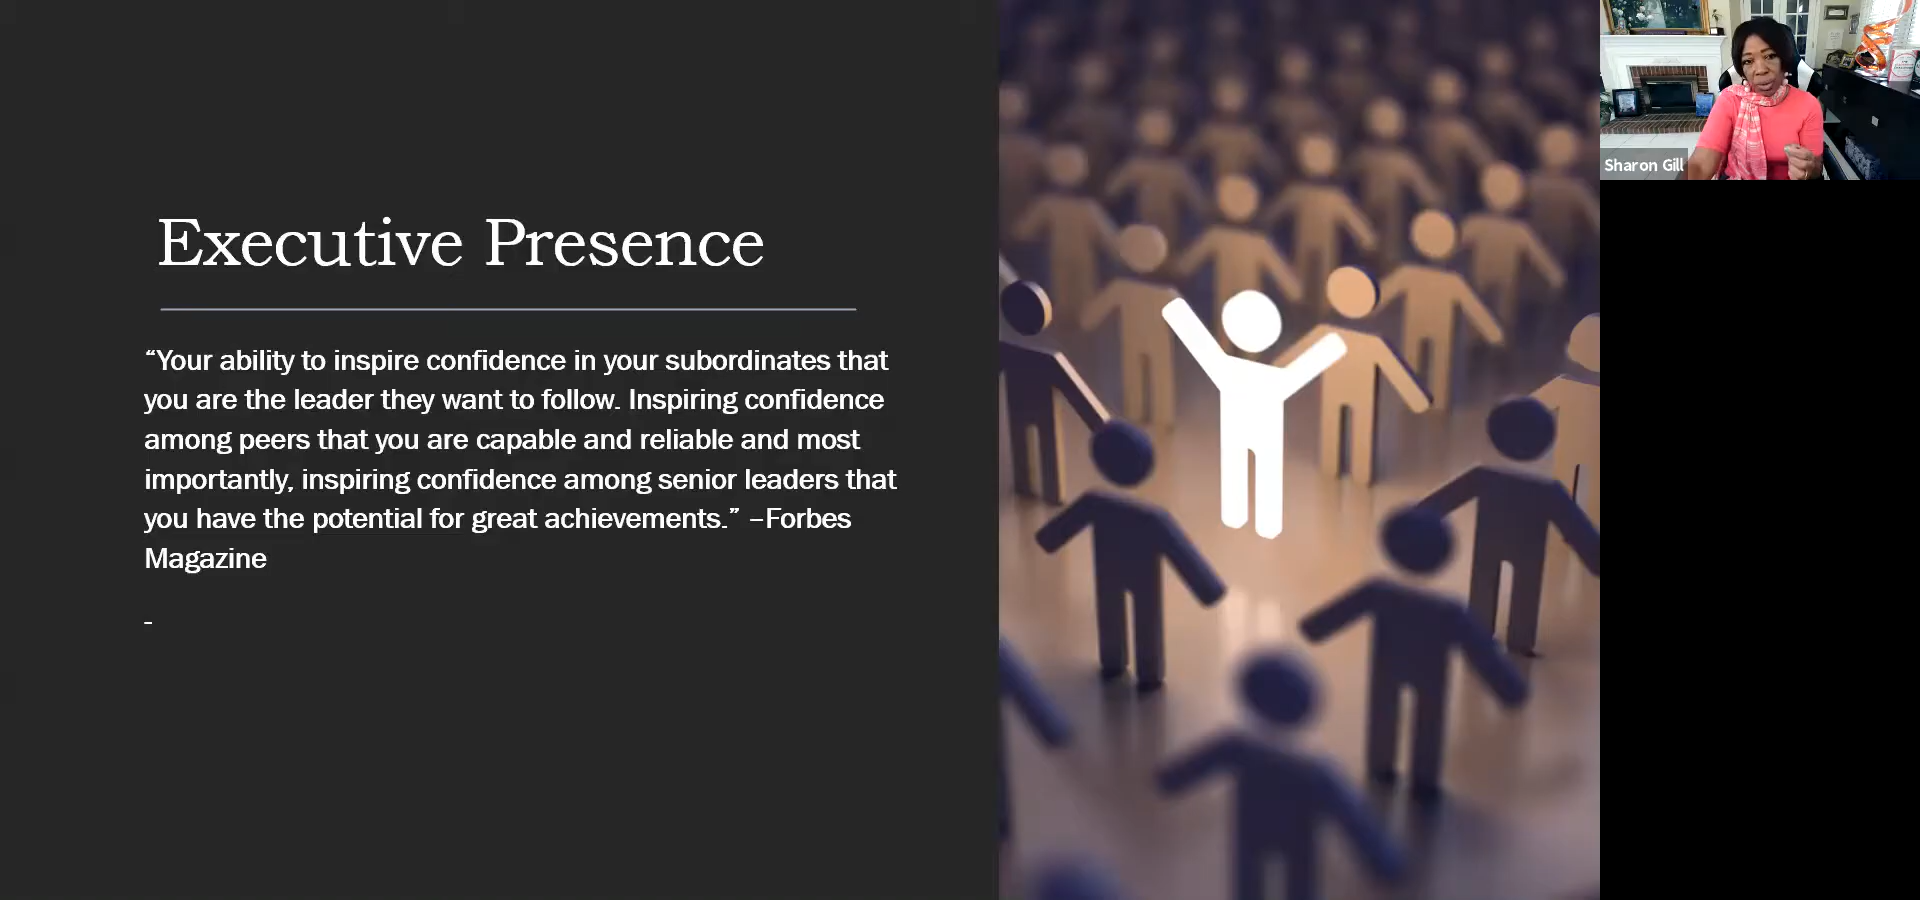 Executive Presence
“Your ability to inspire confidence in your subordinates that
you are the leader they want to follow. Inspiring confidence
among peers that you are capable and reliable and most
importantly, inspiring confidence among senior leaders that
you have the potential for great achievements.” –Forbes
Magazine
-
Sharon Gill